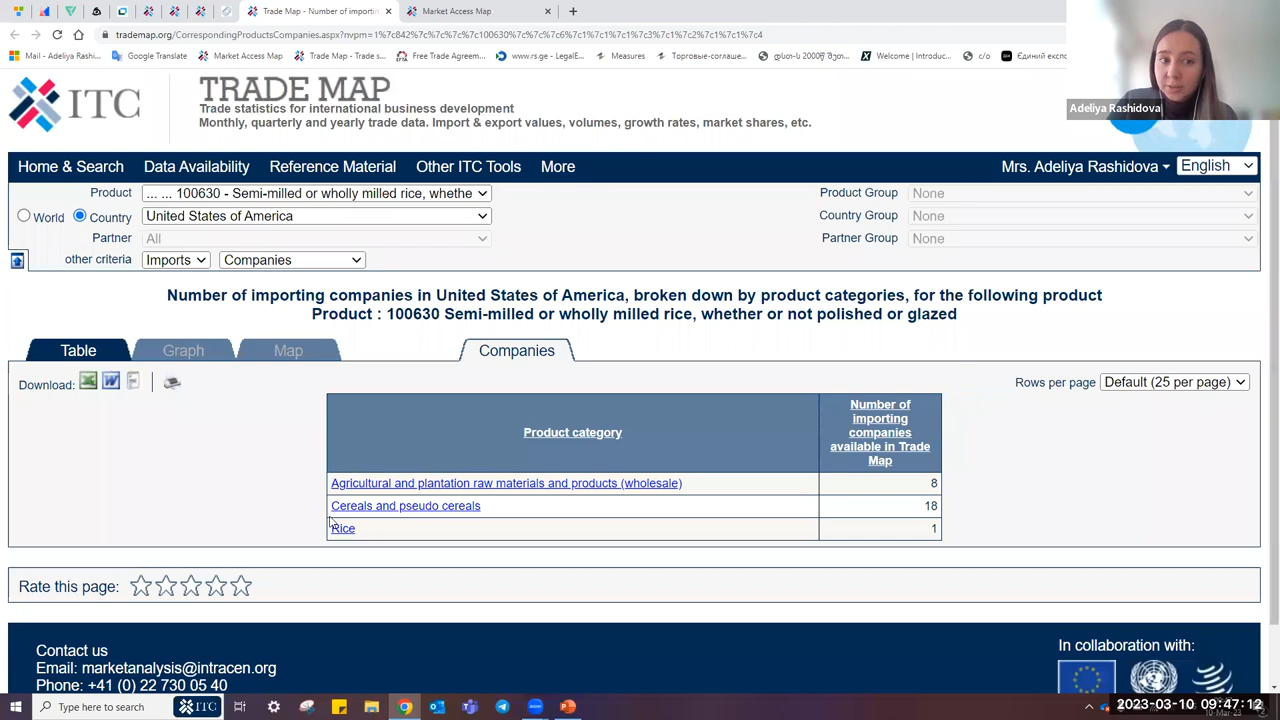 Trade Map - Number of importin
Market Access Map
trademap.org/CorrespondingProductsCompanies.aspx?nvpm=1%7c842%7c%7c%7c%7c100630%7c%7c%7c6%7c1%7c1%7c1%7c3%7c1%7c2%7c1%7c1%7c4
Mail - Adeliya Rashi...
Google Translate
Market Access Map
Trade Map - Trade s...
Free Trade Agreem...
www.rs.ge - LegalE...
Measures
Торговые-соглаше...
Welcome | Introduc...
c/o
Єдиний експо
Adeliya Rashidova
ITC
TRADE MAP
Trade statistics for international business development
Monthly, quarterly and yearly trade data. Import & export values, volumes, growth rates, market shares, etc.
Home & Search Data Availability Reference Material Other ITC Tools More Mrs. Adeliya Rashidova English
Product ... ... 100630 - Semi-milled or wholly milled rice, whethe Product Group None
World Country United States of America Country Group None
Partner All Partner Group None
other criteria Imports Companies
Number of importing companies in United States of America, broken down by product categories, for the following product
Product : 100630 Semi-milled or wholly milled rice, whether or not polished or glazed
Table Graph Map Companies
Download: Rows per page Default (25 per page)
Product category
Number of
importing
companies
available in Trade
Map
Agricultural and plantation raw materials and products (wholesale) 8
Cereals and pseudo cereals 18
Rice 1
Rate this page:
Contact us
Email: marketanalysis@intracen.org
Phone: +41 (0) 22 730 05 40
In collaboration with:
Type here to search
ITC
2023-03-10 09:47:12
10-Mar-23